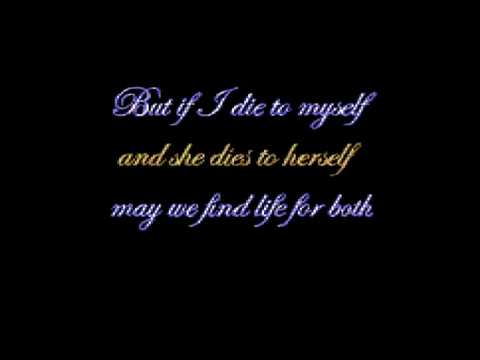 But if I die to myself
and she dies to herself
may we find life for both